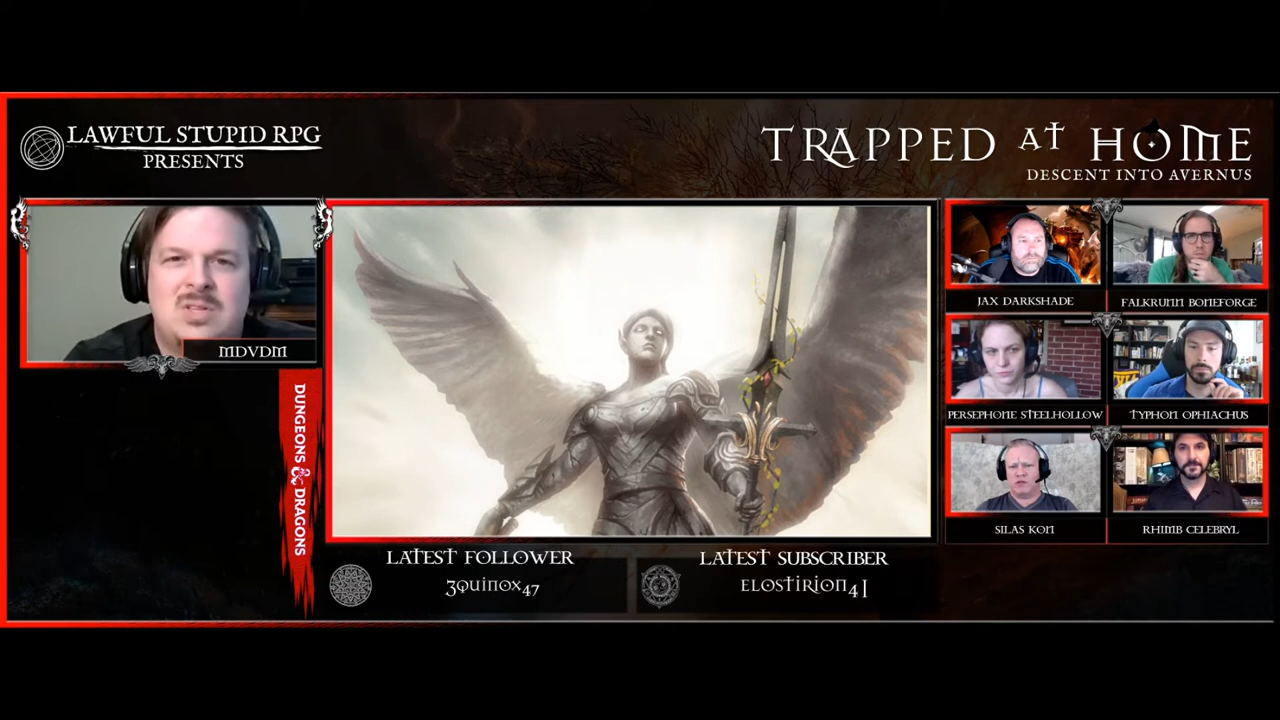 LAWFUL STUPID RPG
PRESENTS
TRAPPED AT HOME
DESCENT INTO AVERNUS
MDVDM
DUNGEONS & DRAGONS
JAX DARKSHADE
FALKRUNN BONEFORGE
PERSEPHONE STEELHOLLOW
TYPHON OPHIACHUS
SILAS KON
RHIMB CELEBRYL
LATEST FOLLOWER
3quinox47
LATEST SUBSCRIBER
elostirion41